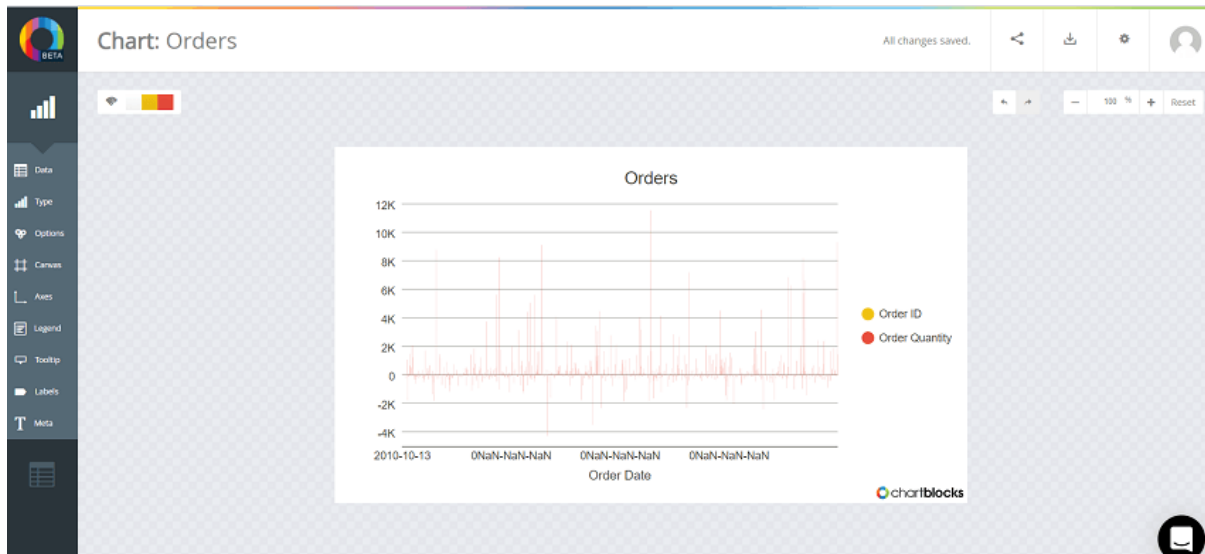 BETA
Chart: Orders
All changes saved.
100 %
Reset
Data
Type
Options
Canvas
Axes
Legend
Tooltip
Labels
Meta
Orders
12K
10K
8K
6K
4K
2K
0
-2K
-4K
2010-10-13 0NaN-NaN-NaN 0NaN-NaN-NaN 0NaN-NaN-NaN
Order Date
Order ID
Order Quantity
chartblocks